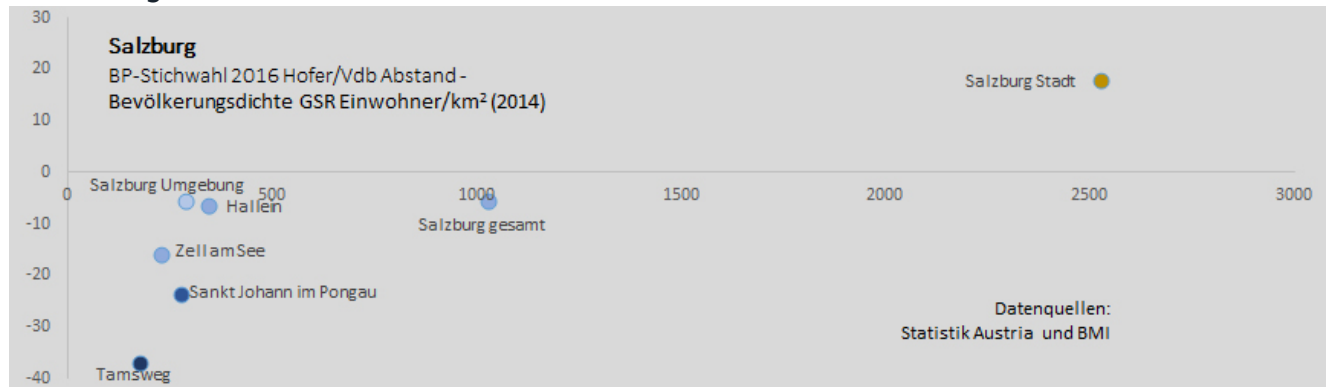 30
Salzburg
BP-Stichwahl 2016 Hofer/Vdb Abstand -
20
Salzburg Stadt
Bevölkerungsdichte GSR Einwohner/km² (2014)
10
0
Salzburg Umgebung
0 500 1000 1500 2000 2500 3000
Hallein
-10
Salzburg gesamt
Zell am See
-20
Sankt Johann im Pongau
Datenquellen:
-30
Statistik Austria und BMI
Tamsweg
-40